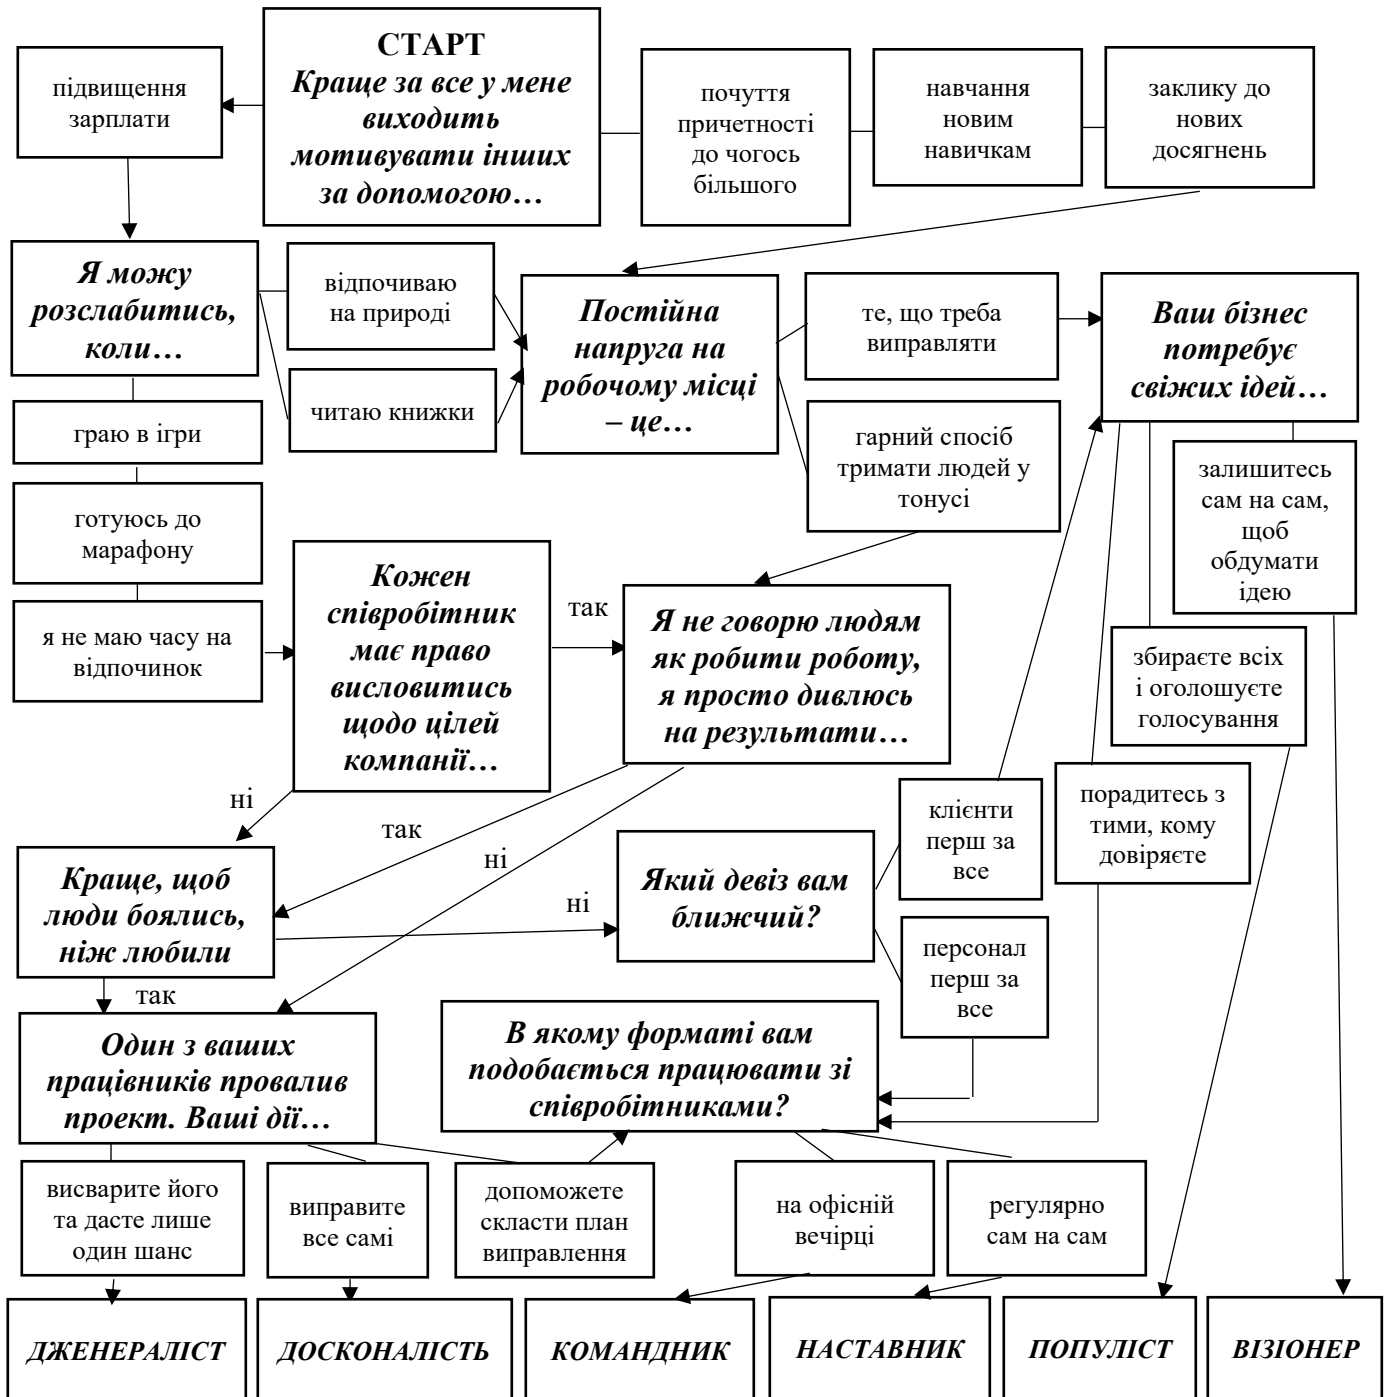 СТАРТ
Краще за все у мене
виходить
мотивувати інших
за допомогою…
підвищення
зарплати
почуття
причетності
до чогось
більшого
навчання
новим
навичкам
заклику до
нових
досягнень
Я можу
розслабитись,
коли…
відпочиваю
на природі
читаю книжки
Постійна
напруга на
робочому місці
– це…
те, що треба
виправляти
Ваш бізнес
потребує
свіжих ідей…
граю в ігри
гарний спосіб
тримати людей у
тонусі
залишитесь
сам на сам,
щоб
обдумати
ідею
готуюсь до
марафону
я не маю часу на
відпочинок
Кожен
співробітник
має право
висловитись
щодо цілей
компанії…
так
Я не говорю людям
як робити роботу,
я просто дивлюсь
на результати…
збираєте всіх
і оголошуєте
голосування
ні
так
ні
клієнти
перш за
все
порадитесь з
тими, кому
довіряєте
Краще, щоб
люди боялись,
ніж любили
ні
Який девіз вам
ближчий?
персонал
перш за
все
так
Один з ваших
працівників провалив
проект. Ваші дії…
В якому форматі вам
подобається працювати зі
співробітниками?
висварите його
та дасте лише
один шанс
виправите
все самі
допоможете
скласти план
виправлення
на офісній
вечірці
регулярно
сам на сам
ДЖЕНЕРАЛІСТ
ДОСКОНАЛІСТЬ
КОМАНДНИК
НАСТАВНИК
ПОПУЛІСТ
ВІЗІОНЕР